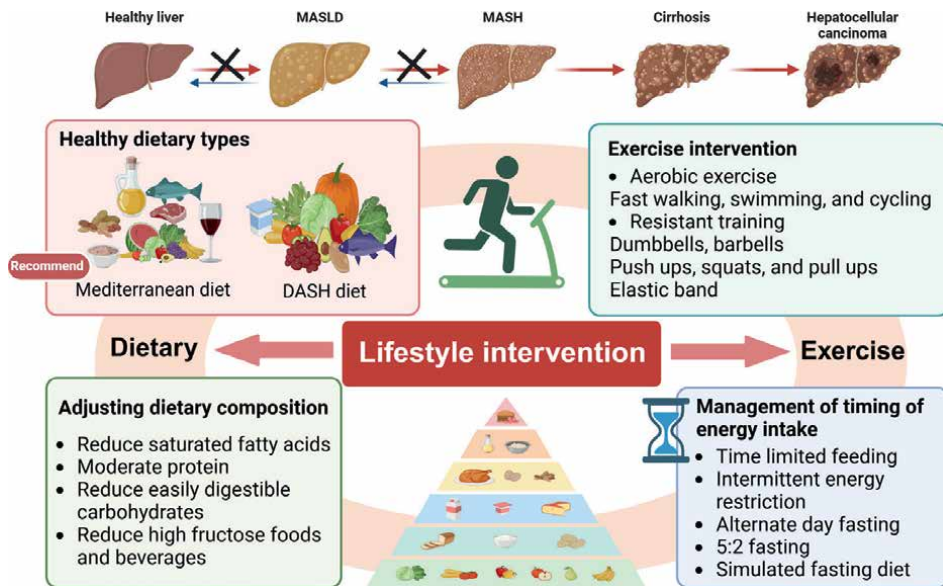 Healthy liver
MASLD
MASH
Cirrhosis
Hepatocellular
cancinoma
Healthy dietary types
Recommend
Mediterranean diet
DASH diet
Exercise intervention
• Aerobic exercise
Fast walking, swimming, and cycling
• Resistant training
Dumbbells, barbells
Push ups, squats, and pull ups
Elastic band
Dietary
Lifestyle intervention
Exercise
Adjusting dietary composition
• Reduce saturated fatty acids
• Moderate protein
• Reduce easily digestible
carbohydrates
• Reduce high fructose foods
and beverages
Management of timing of
energy intake
• Time limited feeding
• Intermittent energy
restriction
• Alternate day fasting
• 5:2 fasting
• Simulated fasting diet